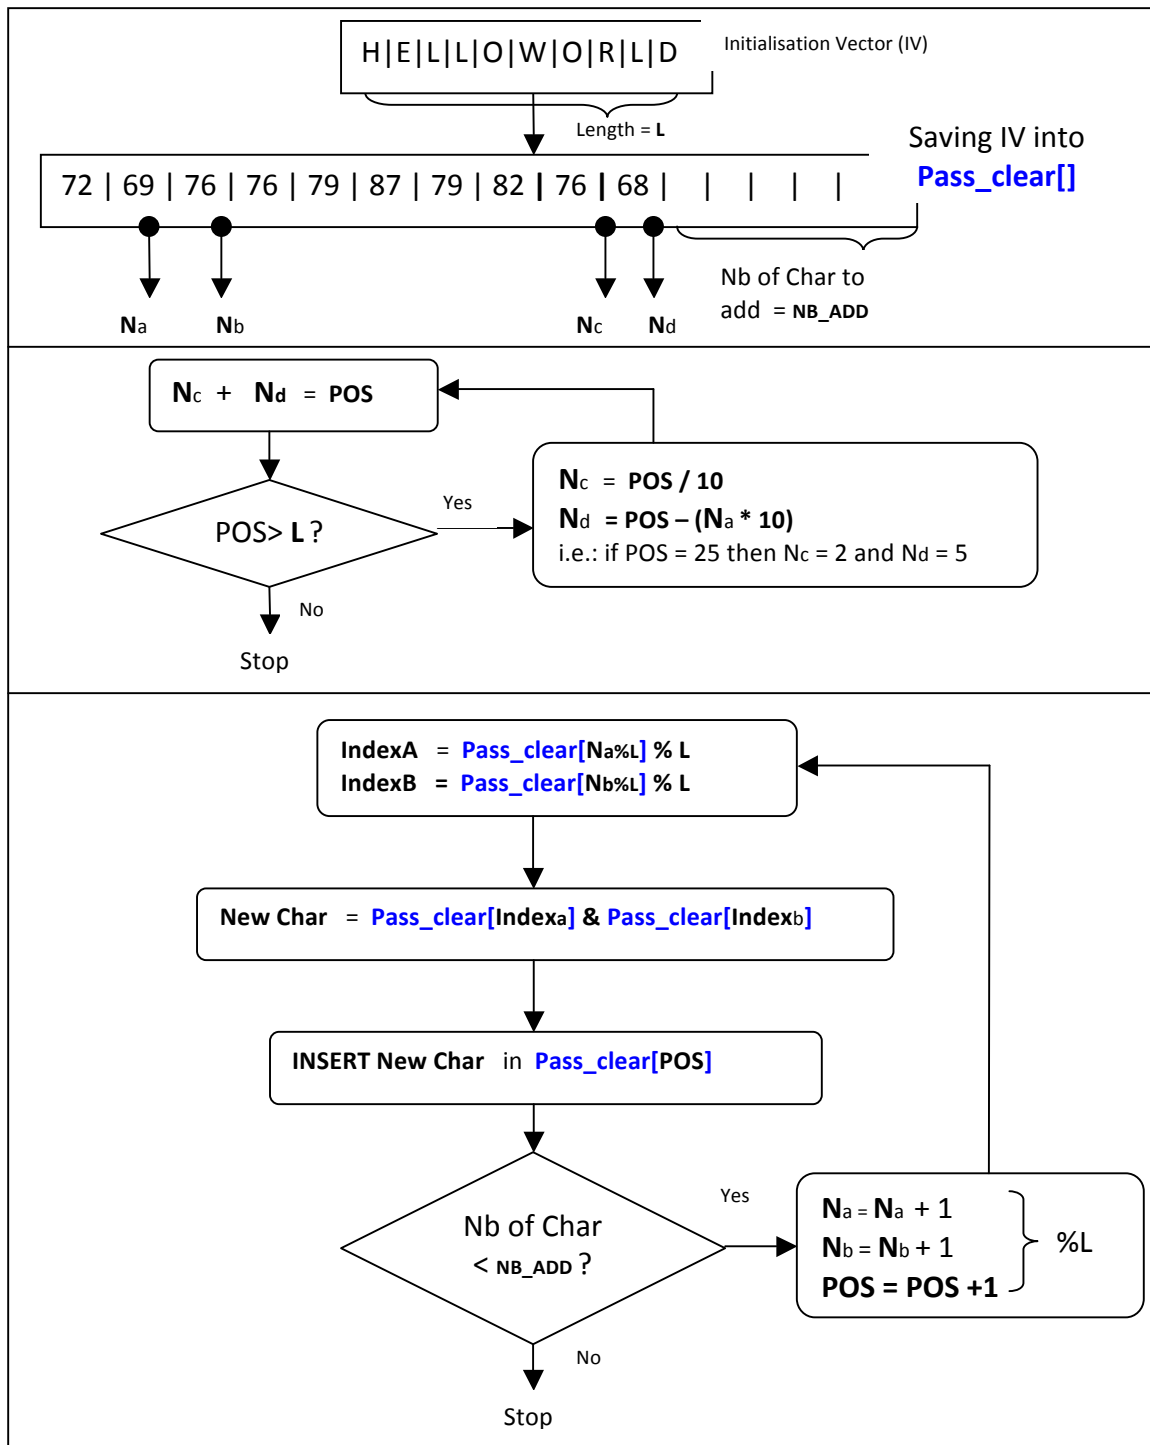 H|E|L|L|O|W|O|R|L|D
Initialisation Vector (IV)
Length = L
Saving IV into
Pass_clear[]
72 | 69 | 76 | 76 | 79 | 87 | 79 | 82 | 76 | 68 | | | | |
Nb of Char to
add = NB_ADD
Na Nb Nc Nd
Nc + Nd = POS
POS> L ?
Yes
Nc = POS / 10
Nd = POS – (Na * 10)
i.e.: if POS = 25 then Nc = 2 and Nd = 5
No
Stop
IndexA = Pass_clear[Na%L] % L
IndexB = Pass_clear[Nb%L] % L
New Char = Pass_clear[Indexa] & Pass_clear[Indexb]
INSERT New Char in Pass_clear[POS]
Nb of Char
< NB_ADD ?
Yes
Na = Na + 1
Nb = Nb + 1
POS = POS +1
%L
No
Stop